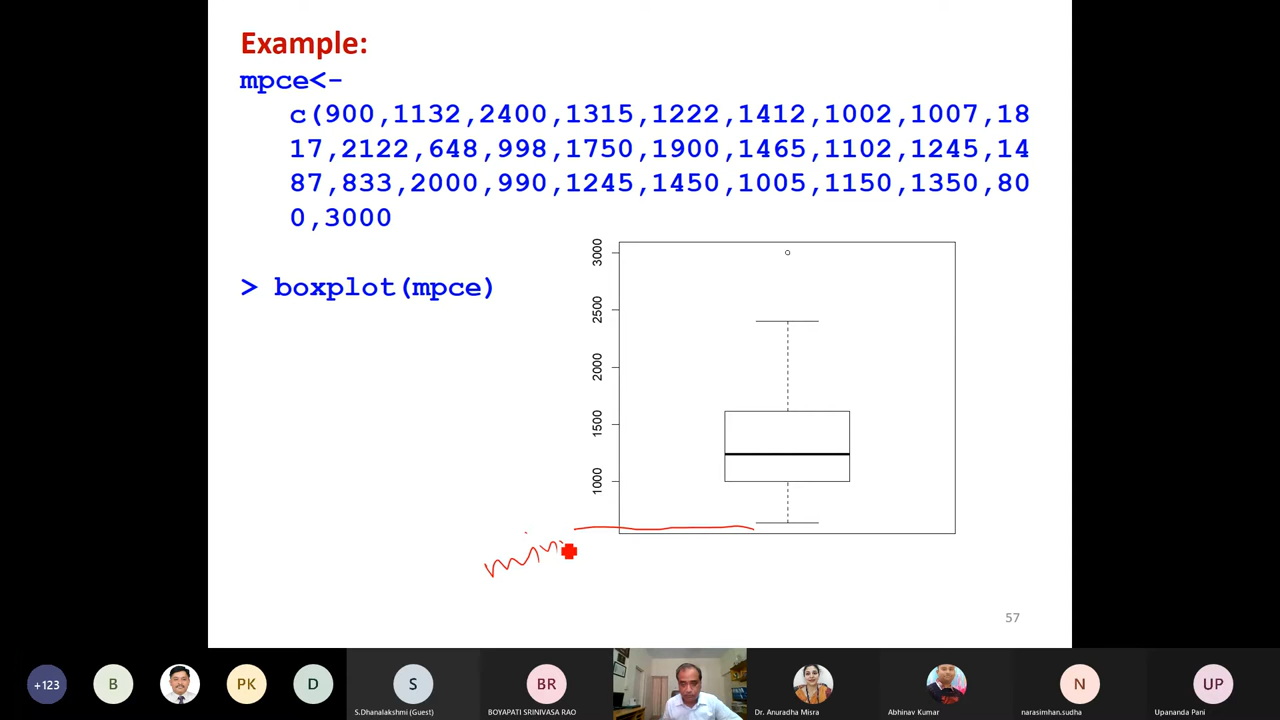 Example:
mpce<-
c(900,1132,2400,1315,1222,1412,1002,1007,18
17,2122,648,998,1750,1900,1465,1102,1245,14
87,833,2000,990,1245,1450,1005,1150,1350,80
0,3000
> boxplot(mpce)
3000
2500
2000
1500
1000
min
57
+123
B
PK
D
S
S.Dhanalakshmi (Guest)
BR
BOYAPATI SRINIVASA RAO
Dr. Anuradha Misra
Abhinav Kumar
N
narasimhan.sudha
UP
Upananda Pani